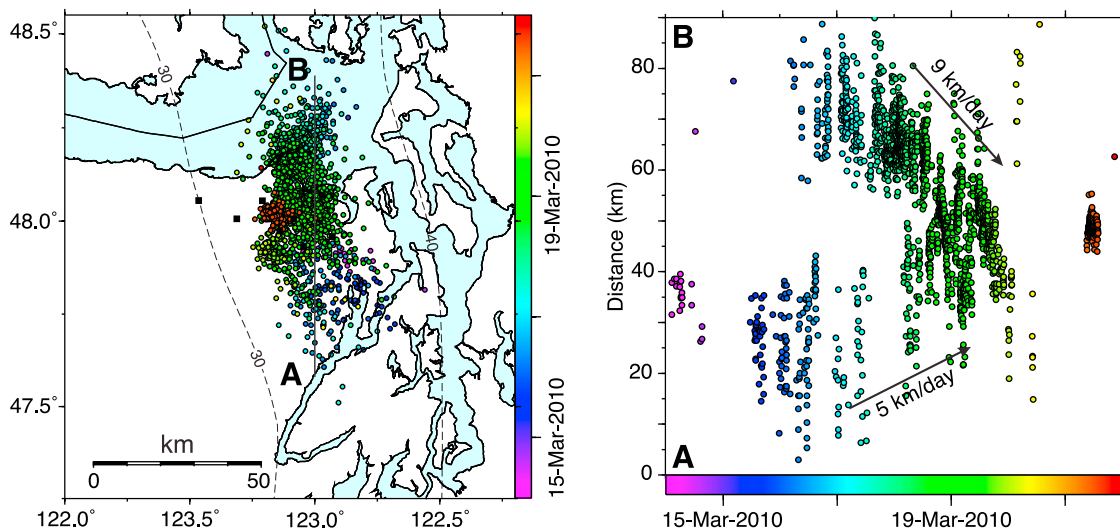 48.5°
48.0°
47.5°
122.0°
123.5°
123.0°
122.5°
30
30
40
B
A
km
0
50
19-Mar-2010
15-Mar-2010
B
A
Distance (km)
80
60
40
20
0
9 km/day
5 km/day
15-Mar-2010
19-Mar-2010